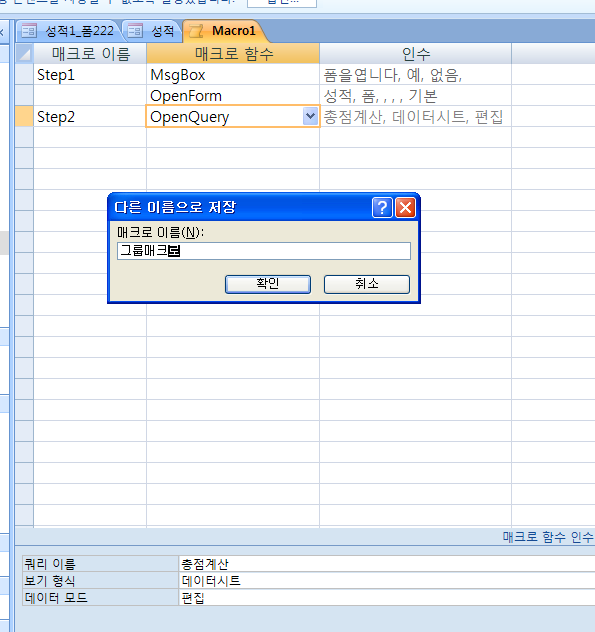 성적1_폼222 성적 Macro1
매크로 이름 매크로 함수 인수
Step1 MsgBox 폼을엽니다, 예, 없음,
OpenForm 성적, 폼, , , , 기본
Step2 OpenQuery 총점계산, 데이터시트, 편집
다른 이름으로 저장
매크로 이름(N):
그룹매크로
확인 취소
매크로 함수 인수
쿼리 이름 총점계산
보기 형식 데이터시트
데이터 모드 편집